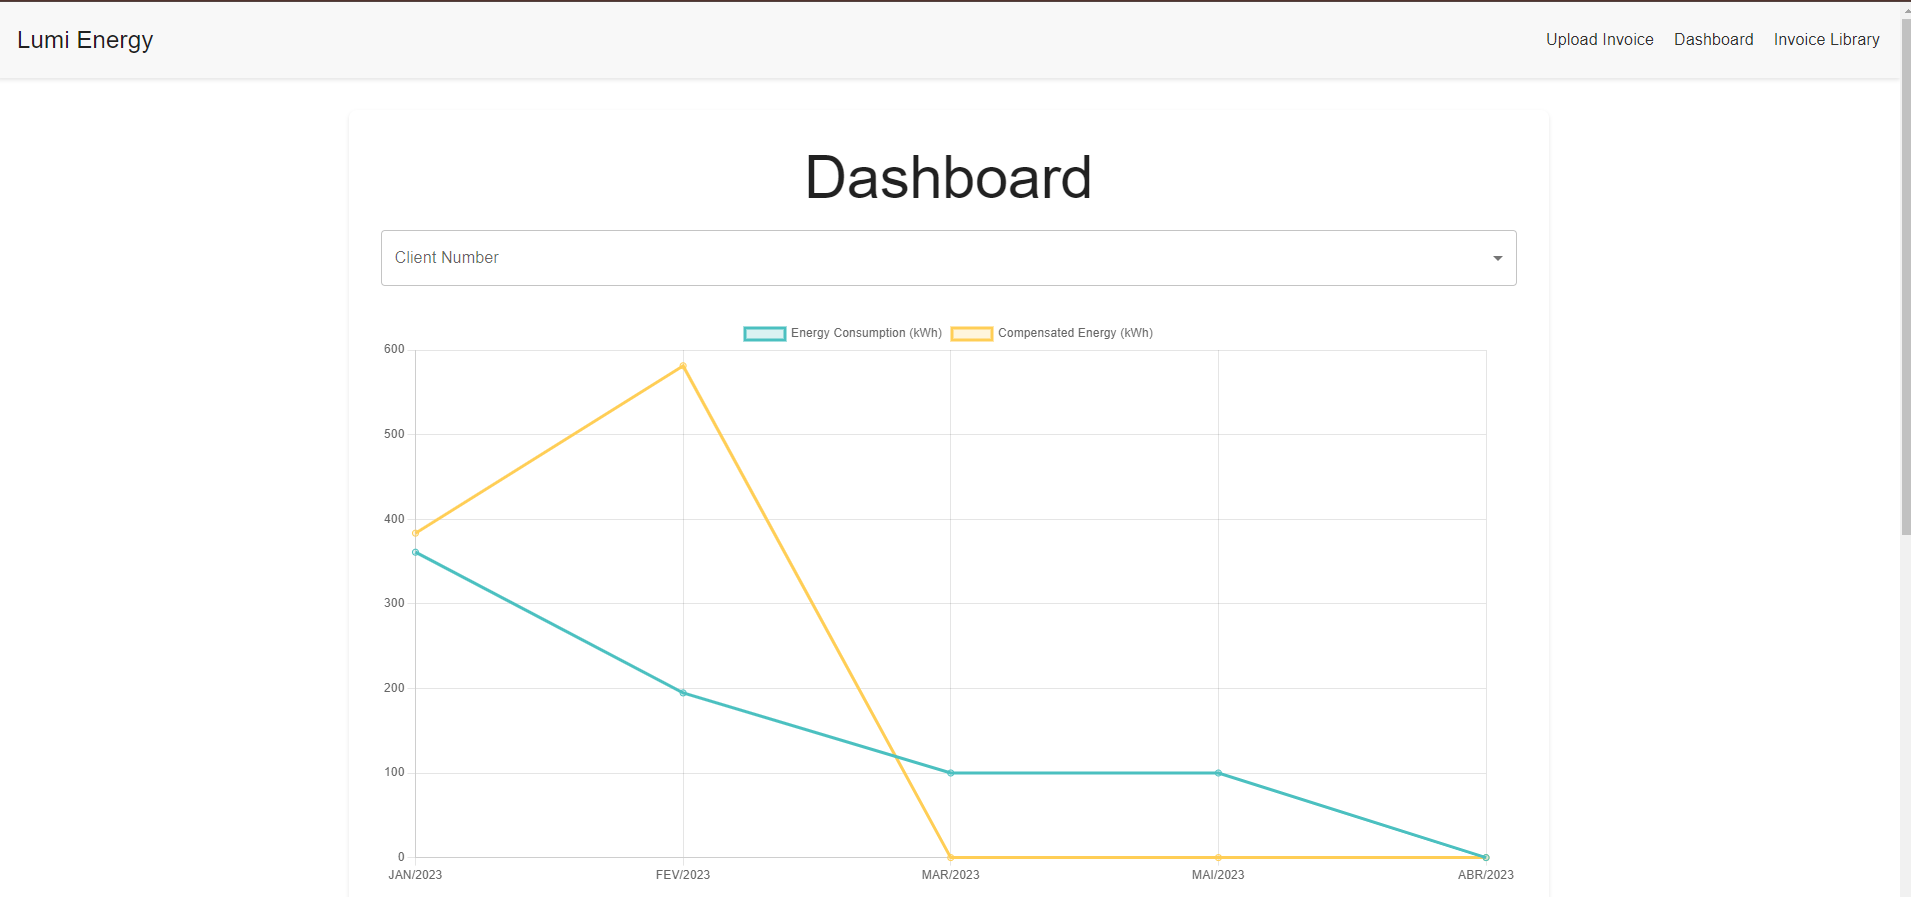 Lumi Energy
Upload Invoice Dashboard Invoice Library
Dashboard
Client Number
Energy Consumption (kWh) Compensated Energy (kWh)
600
500
400
300
200
100
0
JAN/2023 FEV/2023 MAR/2023 MAI/2023 ABR/2023